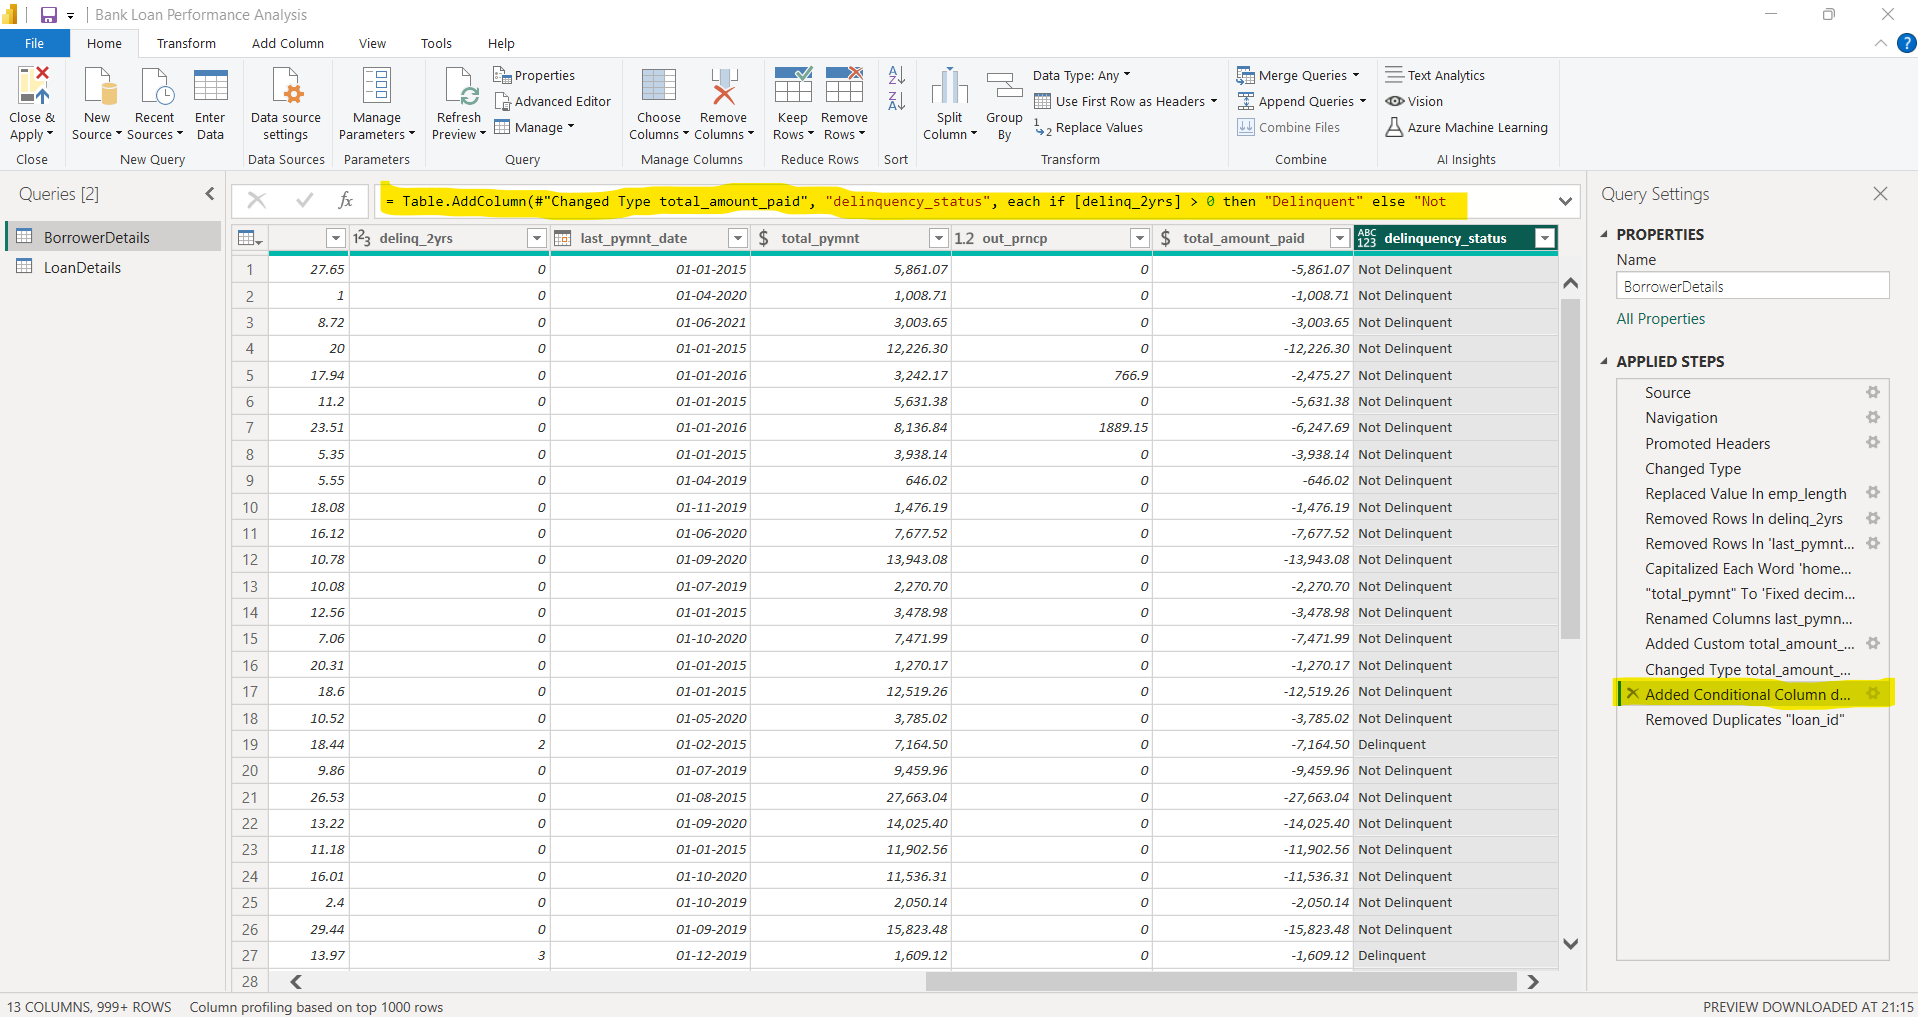 Bank Loan Performance Analysis
File Home Transform Add Column View Tools Help
Close & Apply
New Source
Recent Sources
Enter Data
Data source settings
Manage Parameters
Refresh Preview
Properties
Advanced Editor
Manage
Choose Columns
Remove Columns
Keep Rows
Remove Rows
Split Column
Group By
Data Type: Any
Use First Row as Headers
Replace Values
Merge Queries
Append Queries
Combine Files
Text Analytics
Vision
Azure Machine Learning
Close New Query Data Sources Parameters Query Manage Columns Reduce Rows Sort Transform Combine AI Insights
Queries [2]
BorrowerDetails
LoanDetails
fx = Table.AddColumn(#"Changed Type total_amount_paid", "delinquency_status", each if [delinq_2yrs] > 0 then "Delinquent" else "Not
delinq_2yrs last_pymnt_date $ total_pymnt 1.2 out_prncp $ total_amount_paid ABC 123 delinquency_status
1 27.65 0 01-01-2015 5,861.07 0 -5,861.07 Not Delinquent
2 1 0 01-04-2020 1,008.71 0 -1,008.71 Not Delinquent
3 8.72 0 01-06-2021 3,003.65 0 -3,003.65 Not Delinquent
4 20 0 01-01-2015 12,226.30 0 -12,226.30 Not Delinquent
5 17.94 0 01-01-2016 3,242.17 766.9 -2,475.27 Not Delinquent
6 11.2 0 01-01-2015 5,631.38 0 -5,631.38 Not Delinquent
7 23.51 0 01-01-2016 8,136.84 1889.15 -6,247.69 Not Delinquent
8 5.35 0 01-01-2015 3,938.14 0 -3,938.14 Not Delinquent
9 5.55 0 01-04-2019 646.02 0 -646.02 Not Delinquent
10 18.08 0 01-11-2019 1,476.19 0 -1,476.19 Not Delinquent
11 16.12 0 01-06-2020 7,677.52 0 -7,677.52 Not Delinquent
12 10.78 0 01-09-2020 13,943.08 0 -13,943.08 Not Delinquent
13 10.08 0 01-07-2019 2,270.70 0 -2,270.70 Not Delinquent
14 12.56 0 01-01-2015 3,478.98 0 -3,478.98 Not Delinquent
15 7.06 0 01-10-2020 7,471.99 0 -7,471.99 Not Delinquent
16 20.31 0 01-01-2015 1,270.17 0 -1,270.17 Not Delinquent
17 18.6 0 01-01-2015 12,519.26 0 -12,519.26 Not Delinquent
18 10.52 0 01-05-2020 3,785.02 0 -3,785.02 Not Delinquent
19 18.44 2 01-02-2015 7,164.50 0 -7,164.50 Delinquent
20 9.86 0 01-07-2019 9,459.96 0 -9,459.96 Not Delinquent
21 26.53 0 01-08-2015 27,663.04 0 -27,663.04 Not Delinquent
22 13.22 0 01-09-2020 14,025.40 0 -14,025.40 Not Delinquent
23 11.18 0 01-01-2015 11,902.56 0 -11,902.56 Not Delinquent
24 16.01 0 01-10-2020 11,536.31 0 -11,536.31 Not Delinquent
25 2.4 0 01-10-2019 2,050.14 0 -2,050.14 Not Delinquent
26 29.44 0 01-09-2019 15,823.48 0 -15,823.48 Not Delinquent
27 13.97 3 01-12-2019 1,609.12 0 -1,609.12 Delinquent
28
Query Settings
PROPERTIES
Name
BorrowerDetails
All Properties
APPLIED STEPS
Source
Navigation
Promoted Headers
Changed Type
Replaced Value In emp_length
Removed Rows In delinq_2yrs
Removed Rows In 'last_pymnt...
Capitalized Each Word 'home...
"total_pymnt" To 'Fixed decim...
Renamed Columns last_pymn...
Added Custom total_amount_...
Changed Type total_amount_...
Added Conditional Column d...
Removed Duplicates "loan_id"
13 COLUMNS, 999+ ROWS Column profiling based on top 1000 rows PREVIEW DOWNLOADED AT 21:15